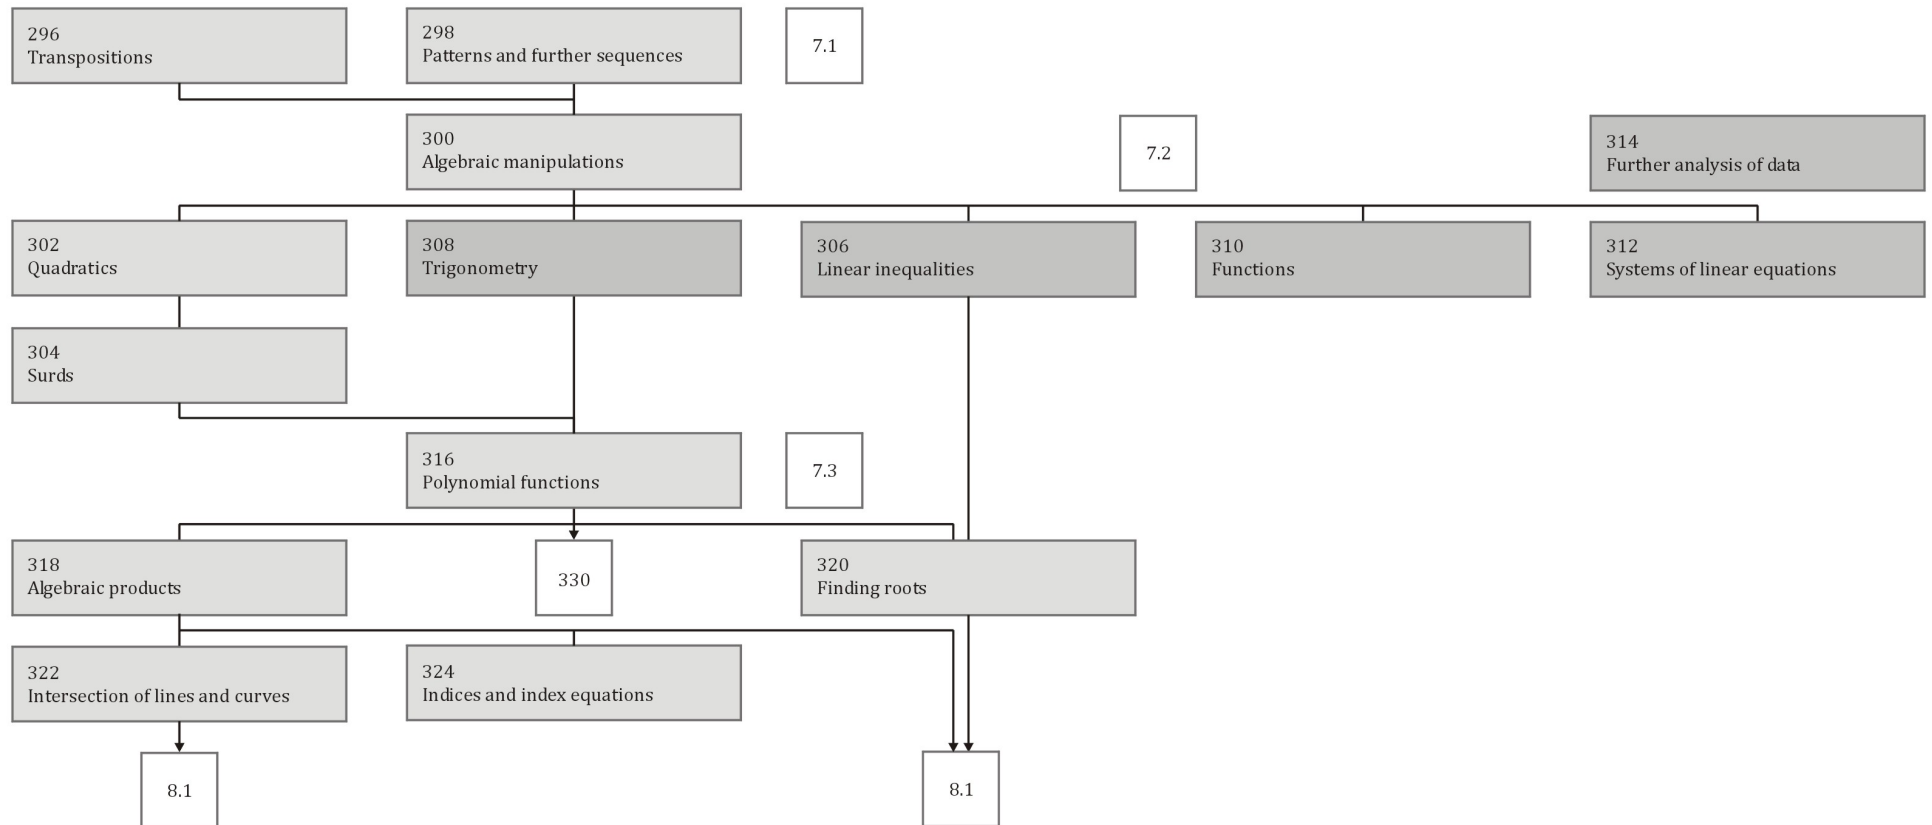 296
Transpositions
298
Patterns and further sequences
7.1
300
Algebraic manipulations
7.2
314
Further analysis of data
302
Quadratics
308
Trigonometry
306
Linear inequalities
310
Functions
312
Systems of linear equations
304
Surds
316
Polynomial functions
7.3
318
Algebraic products
330
320
Finding roots
322
Intersection of lines and curves
324
Indices and index equations
8.1
8.1